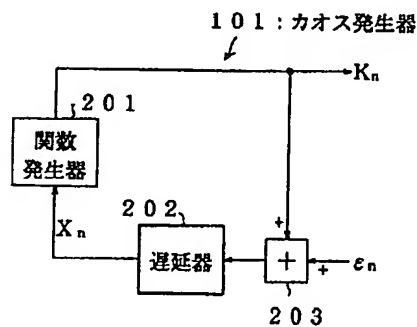 101：カオス発生器
Kn
201
関数
発生器
202
Xn
遅延器
+
+
+
εn
203